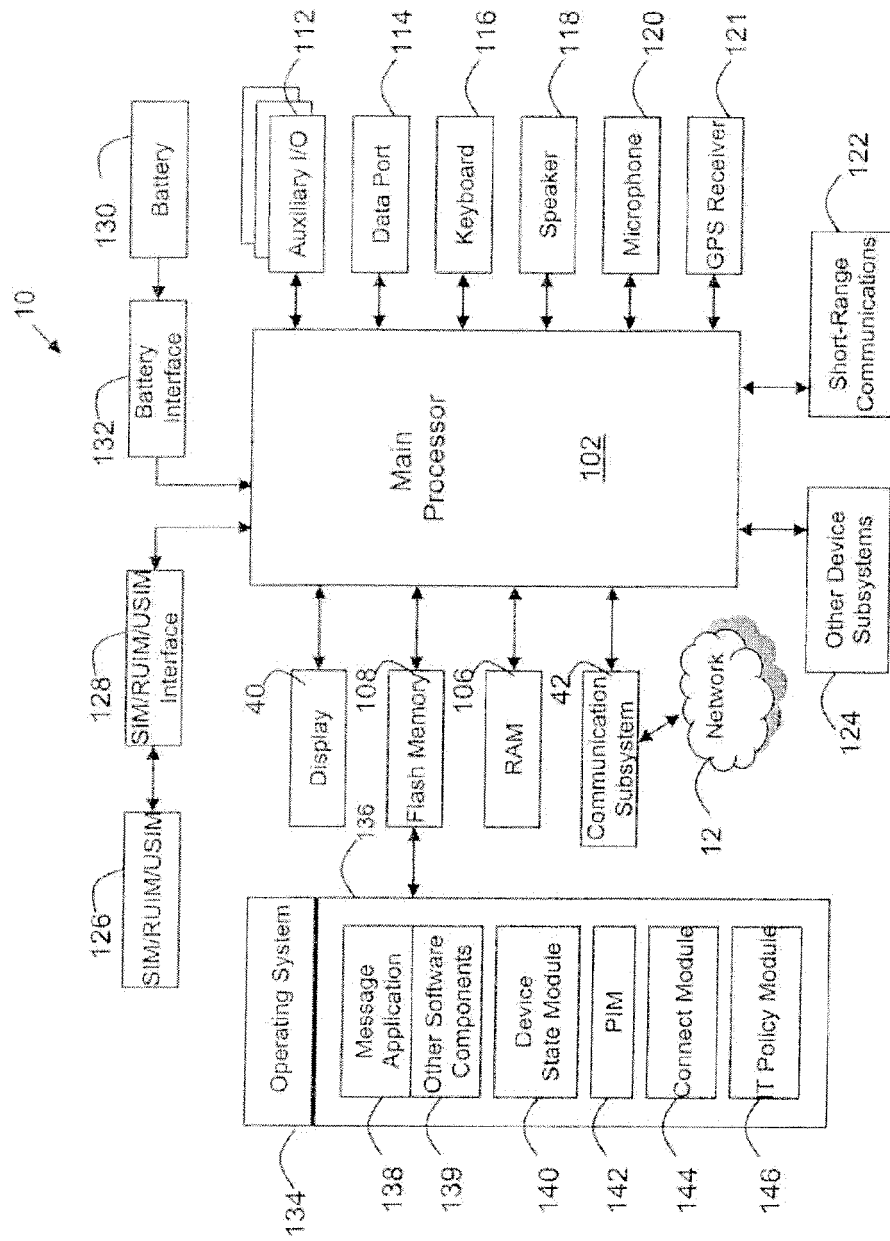 10
126
128
132
130
SIM/RUIM/USIM
SIM/RUIM/USIM
Interface
Battery
Interface
Battery
134
Operating System
136
138
Message
Application
139
Other Software
Components
140
Device
State Module
142
PIM
144
Connect Module
146
IT Policy Module
40
Display
108
Flash Memory
106
RAM
42
Communication
Subsystem
12
Network
Main
Processor
102
Auxiliary I/O
112
Data Port
114
Keyboard
116
Speaker
118
Microphone
120
GPS Receiver
121
124
Other Device
Subsystems
Short-Range
Communications
122